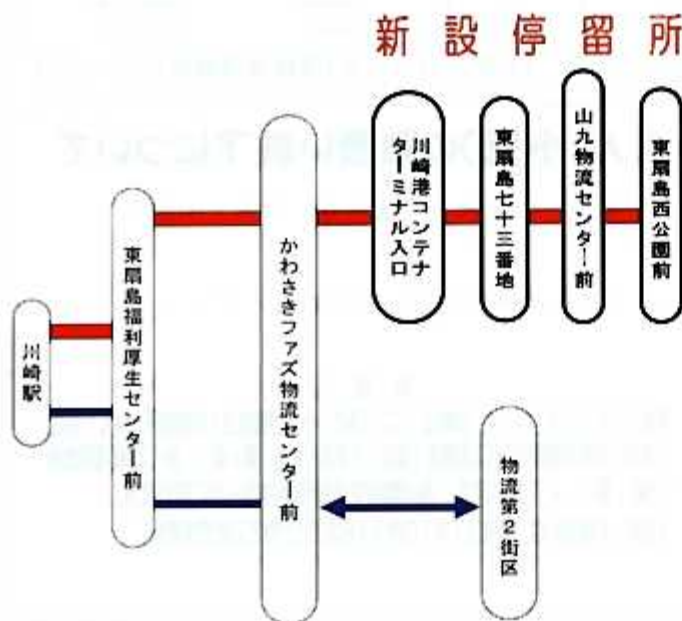 新設停留所
川崎駅
東扇島福利厚生センター前
かわさきファズ物流センター前
川崎港コンテナ
ターミナル入口
東扇島七十三番地
山九物流センター前
東扇島西公園前
物流第2街区